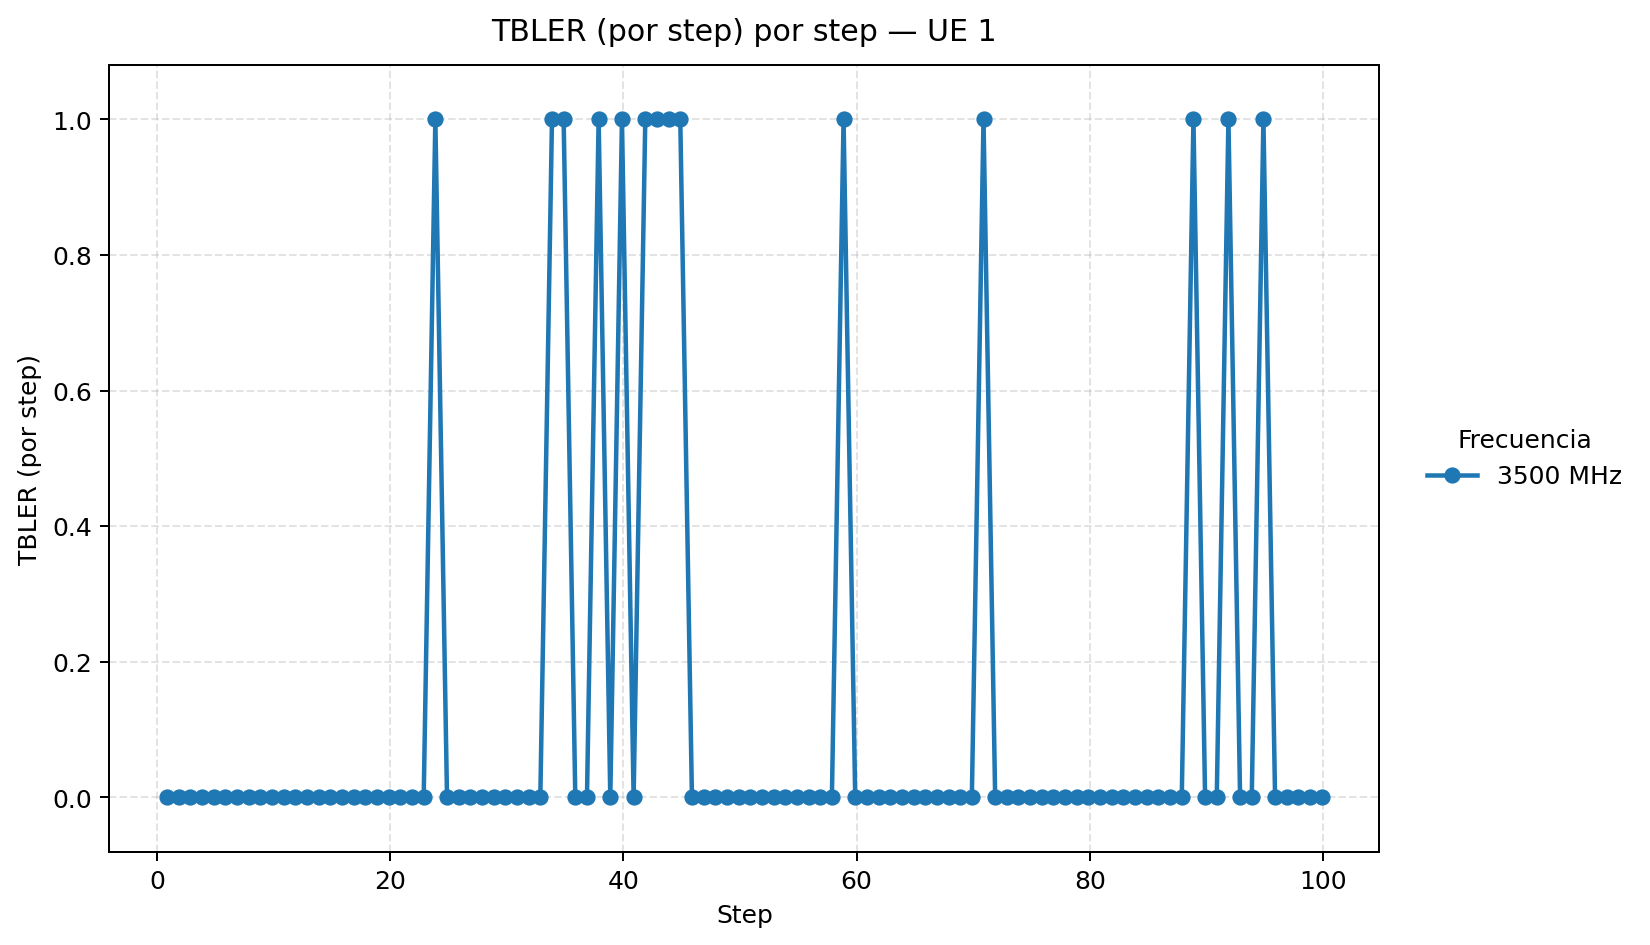 TBLER (por step) por step — UE 1
1.0
0.8
0.6
0.4
0.2
0.0
TBLER (por step)
0 20 40 60 80 100
Step
Frecuencia
3500 MHz